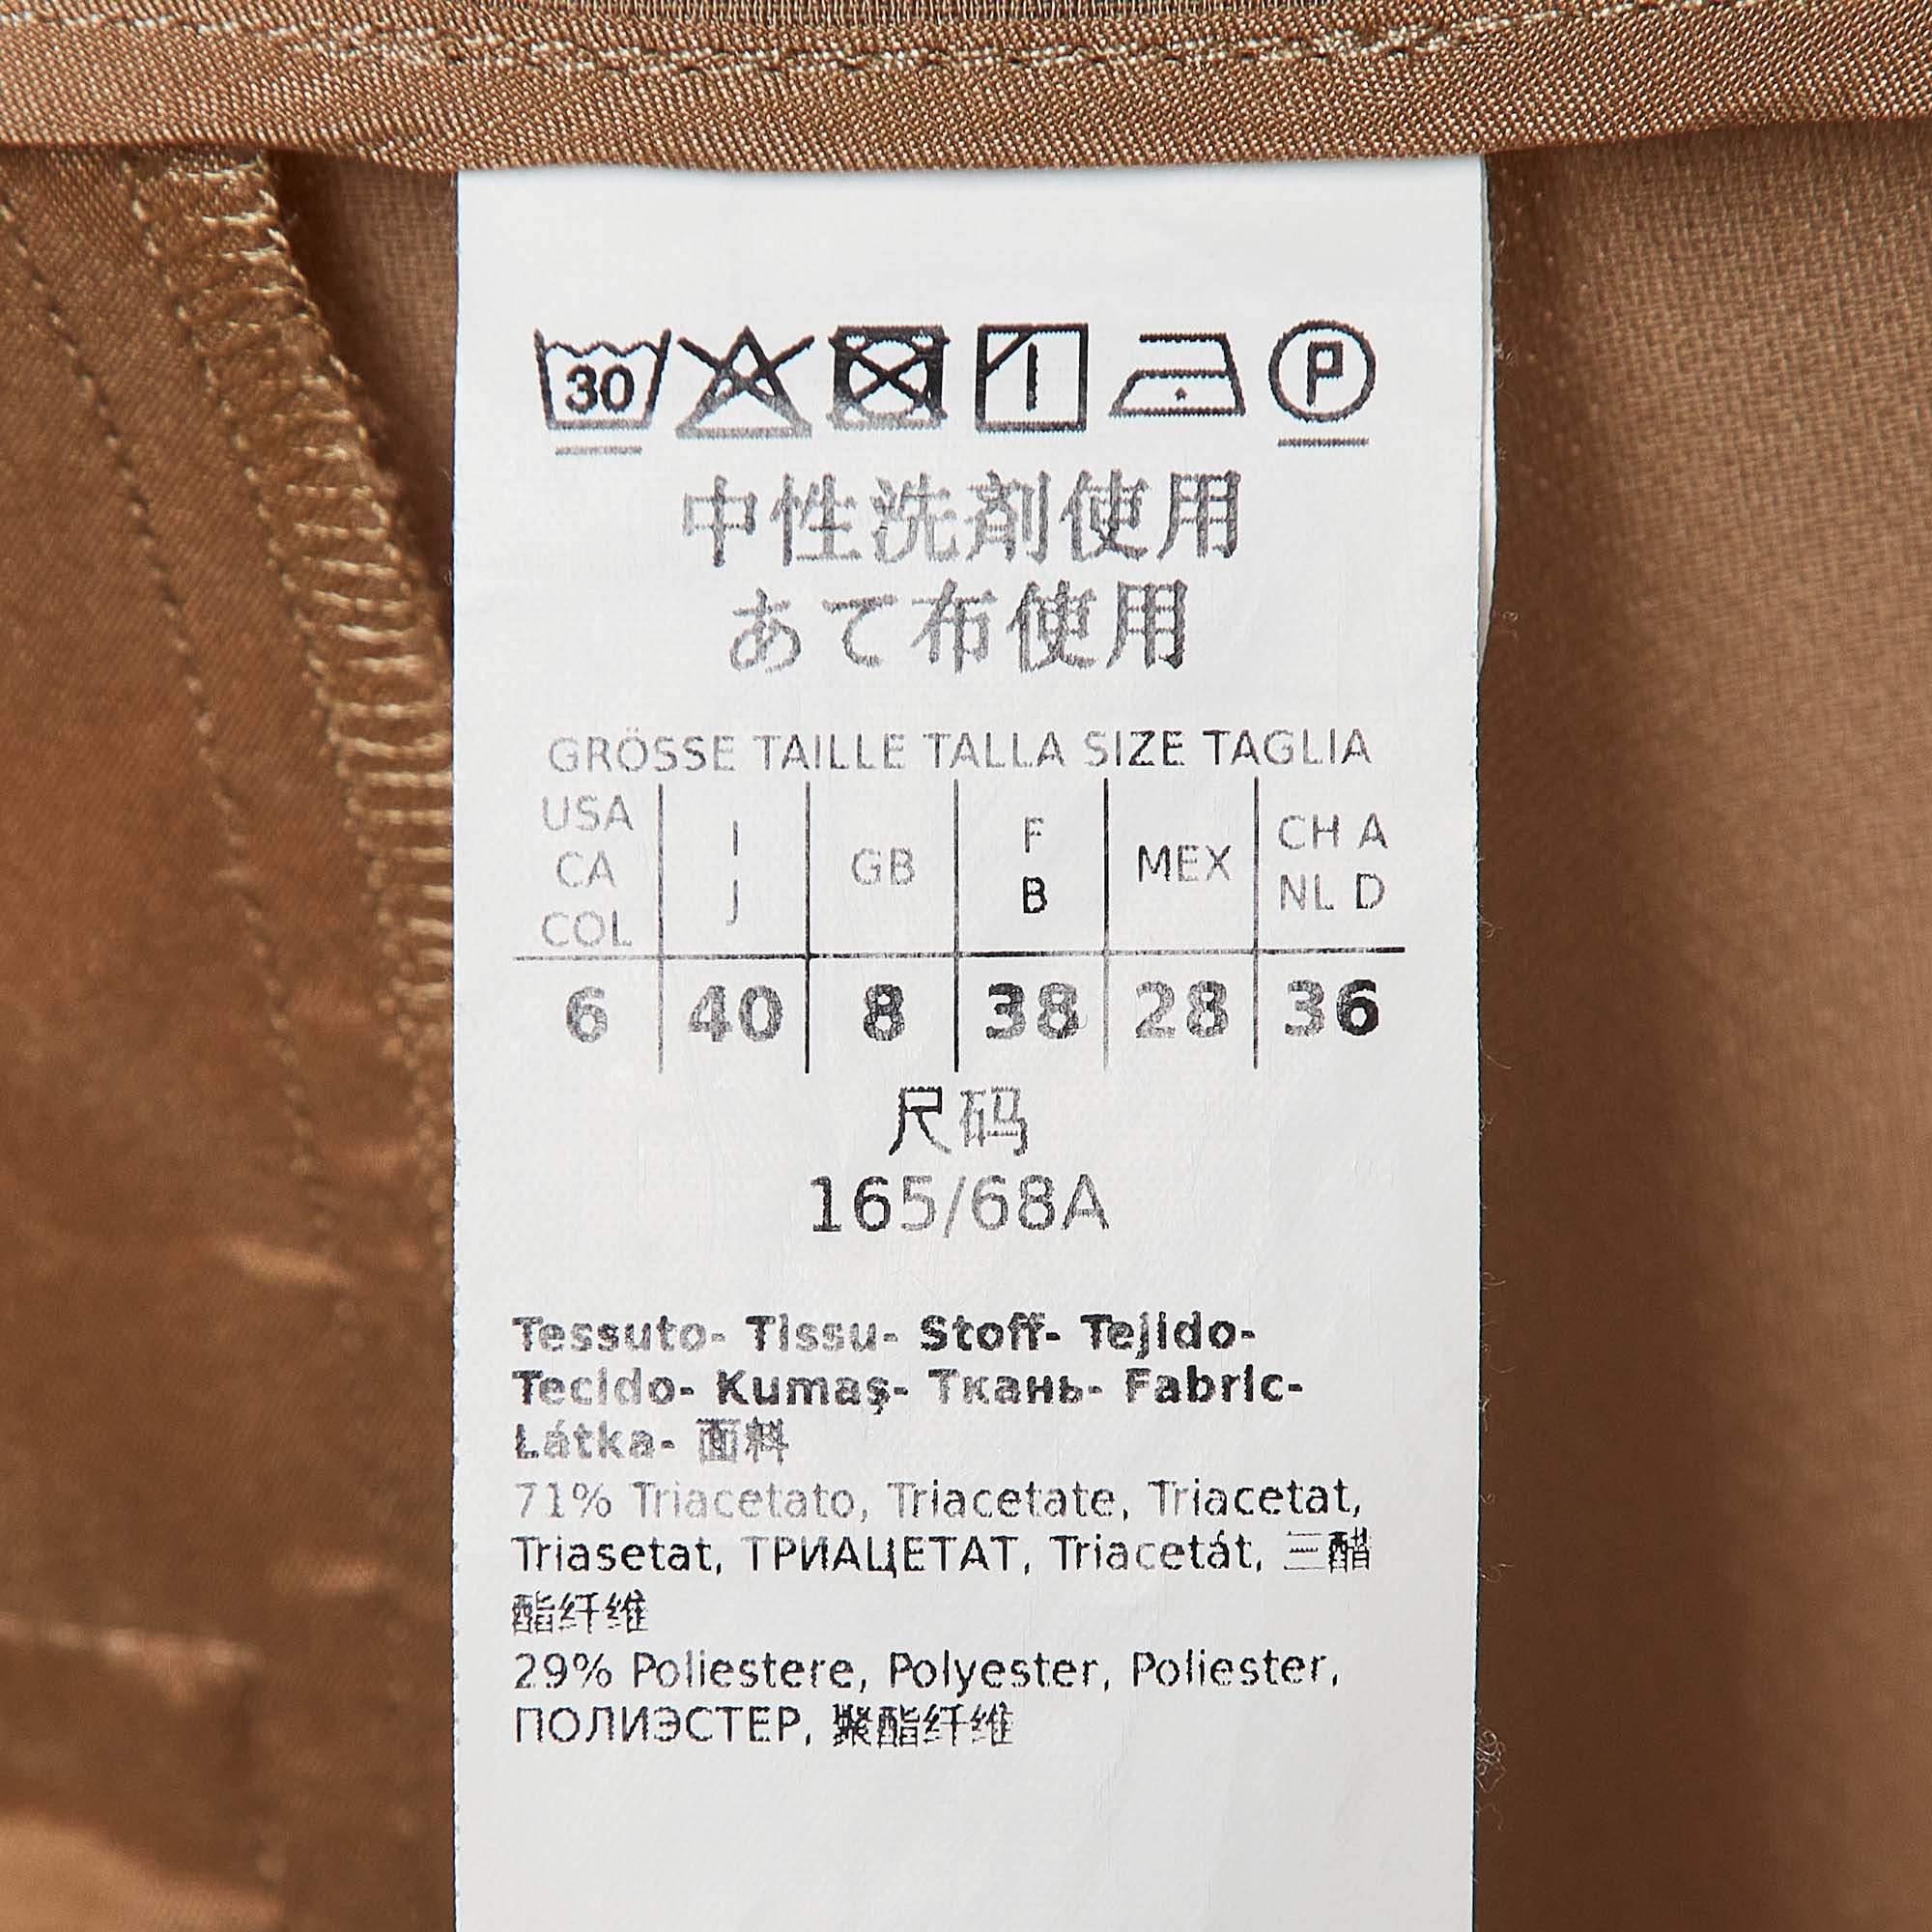 30 P
中性洗剤使用
あて布使用
GRÖSSE TAILLE TALLA SIZE TAGLIA
USA CA COL I J GB F B MEX CH A NL D
6 40 8 38 28 36
尺码
165/68A
Tessuto- Tissu- Stoff- Tejido-
Tecido- Kumaş- Ткань- Fabric-
Látka- 面料
71% Triacetato, Triacetate, Triacetat,
Triasetat, ТРИАЦЕТАТ, Triacetát, 三醋
酯纤维
29% Poliestere, Polyester, Poliester,
ПОЛИЭСТЕР, 聚酯纤维